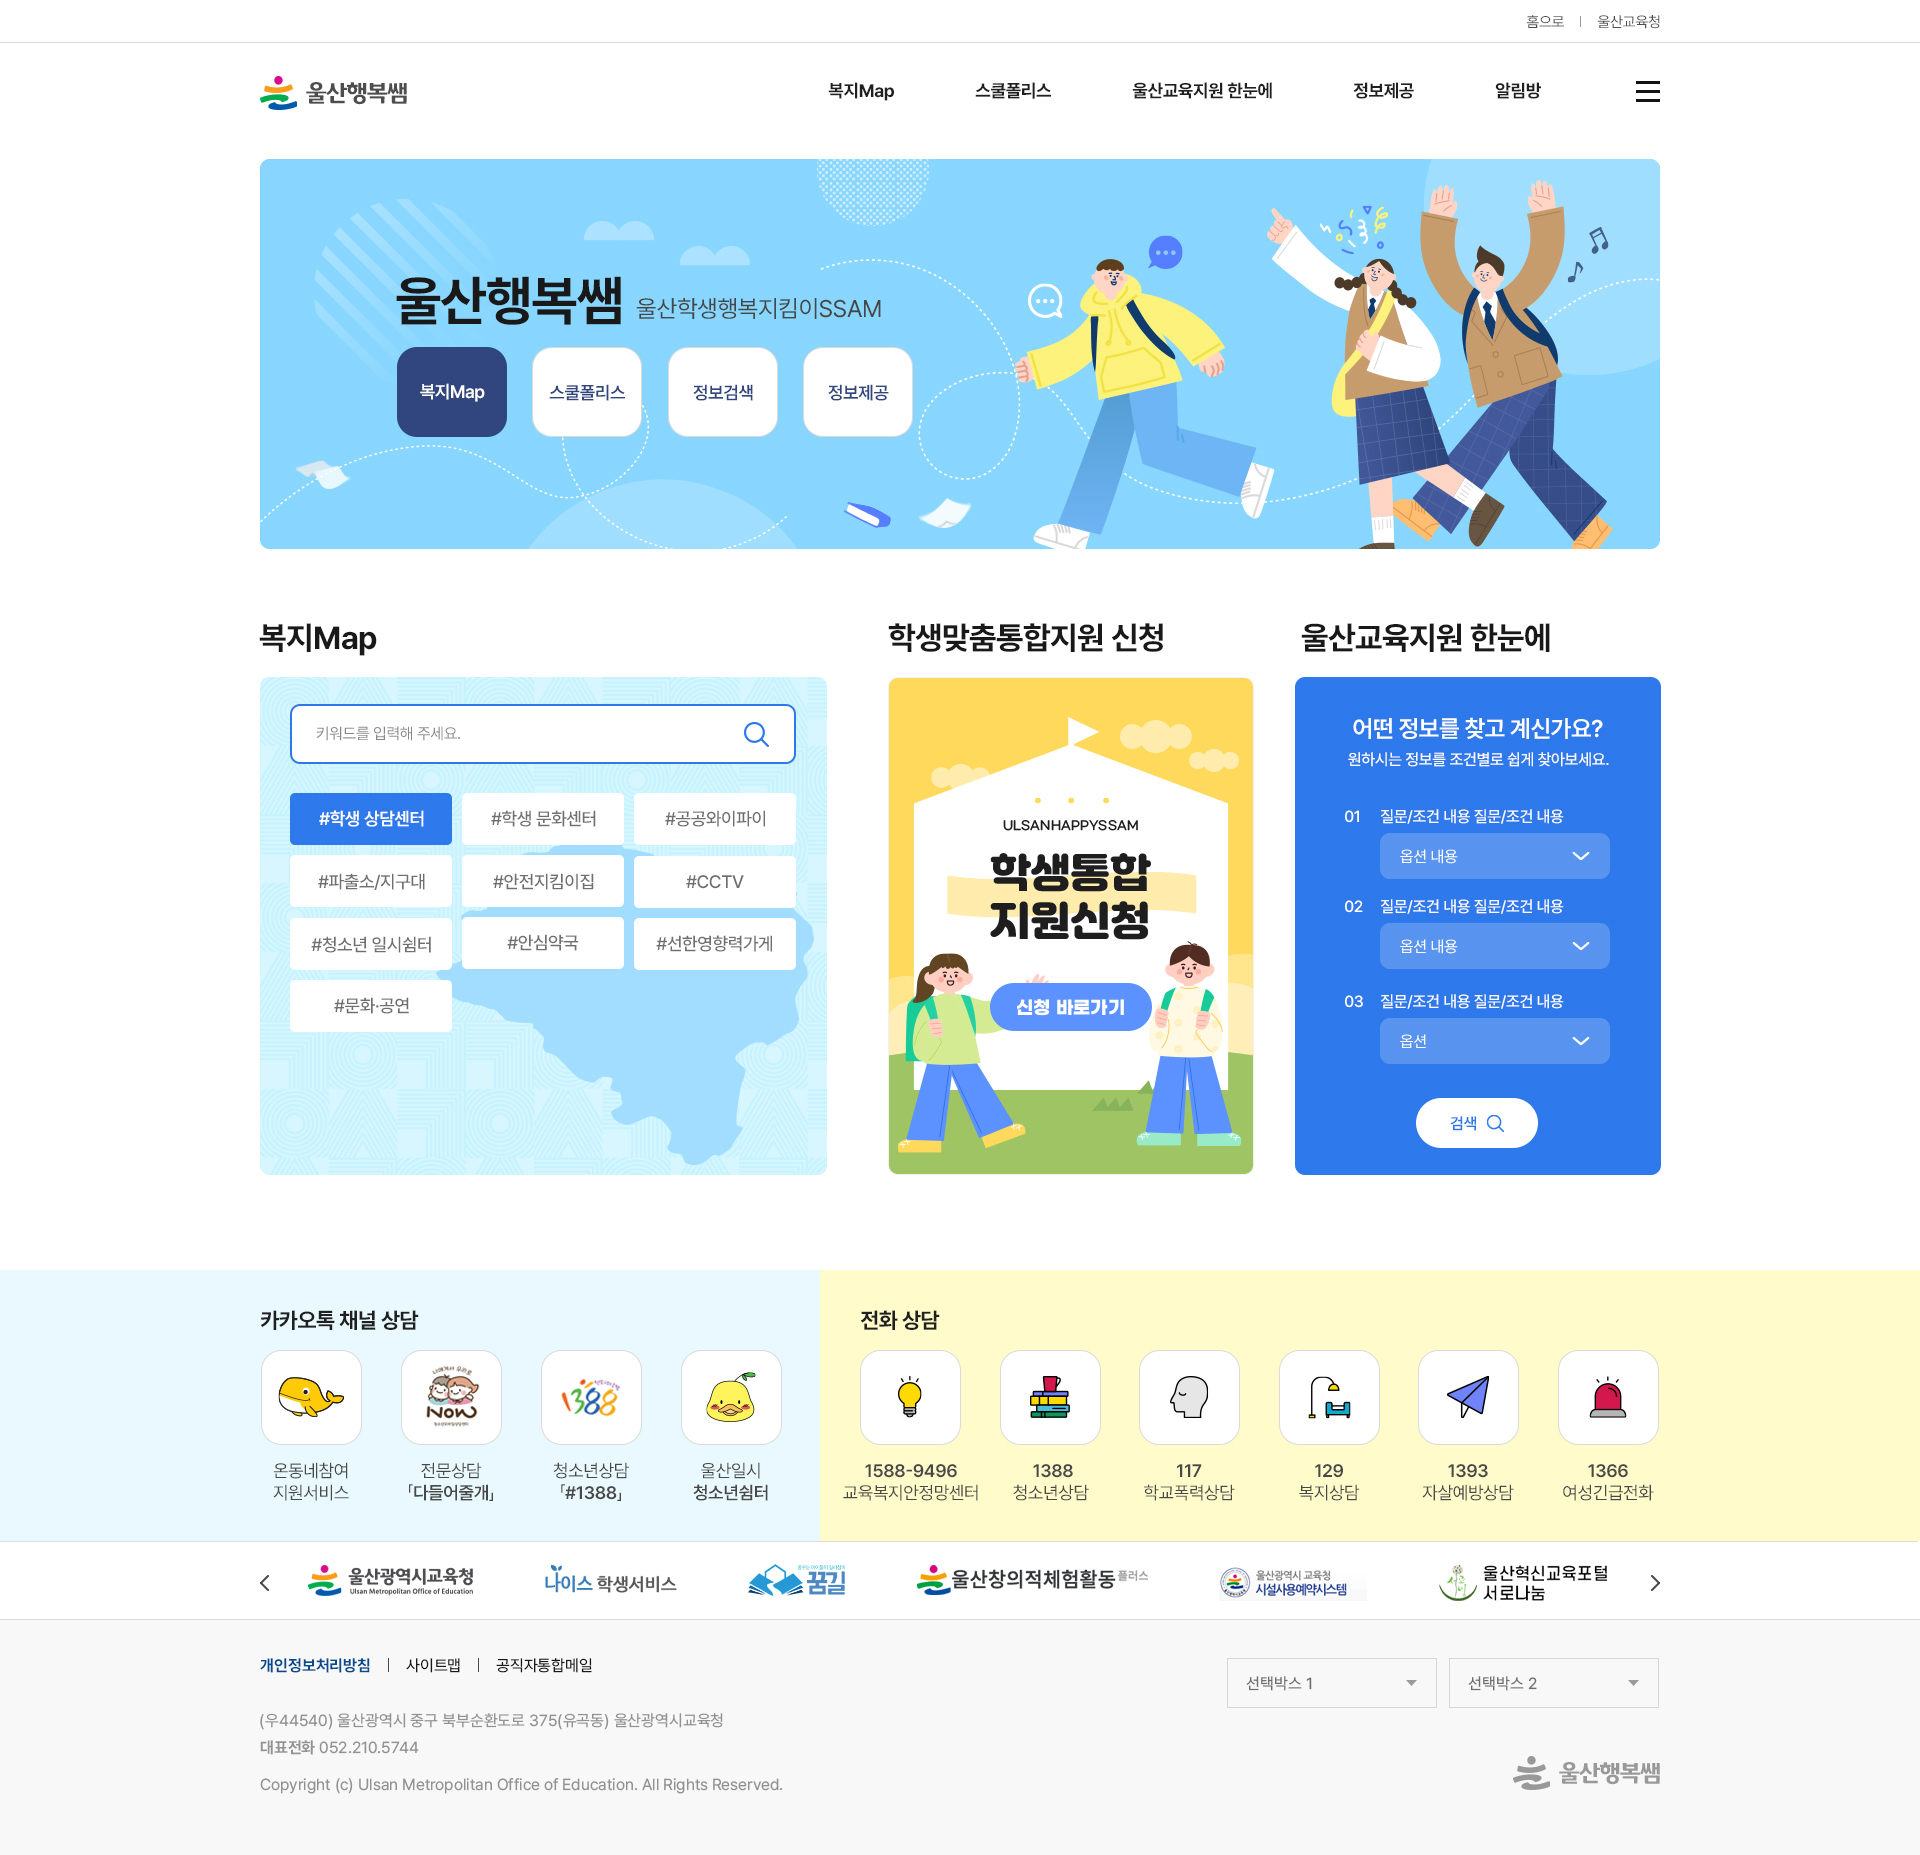 홈으로 울산교육청
울산행복쌤 복지Map 스쿨폴리스 울산교육지원 한눈에 정보제공 알림방
울산행복쌤 울산학생행복지킴이SSAM
복지Map 스쿨폴리스 정보검색 정보제공
복지Map
키워드를 입력해 주세요.
#학생 상담센터 #학생 문화센터 #공공와이파이
#파출소/지구대 #안전지킴이집 #CCTV
#청소년 일시쉼터 #안심약국 #선한영향력가게
#문화·공연
학생맞춤통합지원 신청
ULSANHAPPYSSAM
학생통합
지원신청
신청 바로가기
울산교육지원 한눈에
어떤 정보를 찾고 계신가요?
원하시는 정보를 조건별로 쉽게 찾아보세요.
01 질문/조건 내용 질문/조건 내용
옵션 내용
02 질문/조건 내용 질문/조건 내용
옵션 내용
03 질문/조건 내용 질문/조건 내용
옵션
검색
카카오톡 채널 상담
NOW
1388
온동네참여
지원서비스
전문상담
「다들어줄개」
청소년상담
「#1388」
울산일시
청소년쉼터
전화 상담
1588-9496
교육복지안정망센터
1388
청소년상담
117
학교폭력상담
129
복지상담
1393
자살예방상담
1366
여성긴급전화
울산광역시교육청
Ulsan Metropolitan Office of Education
나이스 학생서비스
꿈길
울산창의적체험활동 플러스
울산광역시 교육청
시설사용예약시스템
울산혁신교육포털
서로나눔
개인정보처리방침 사이트맵 공직자통합메일
선택박스 1 선택박스 2
(우44540) 울산광역시 중구 북부순환도로 375(유곡동) 울산광역시교육청
대표전화 052.210.5744
Copyright (c) Ulsan Metropolitan Office of Education. All Rights Reserved.
울산행복쌤